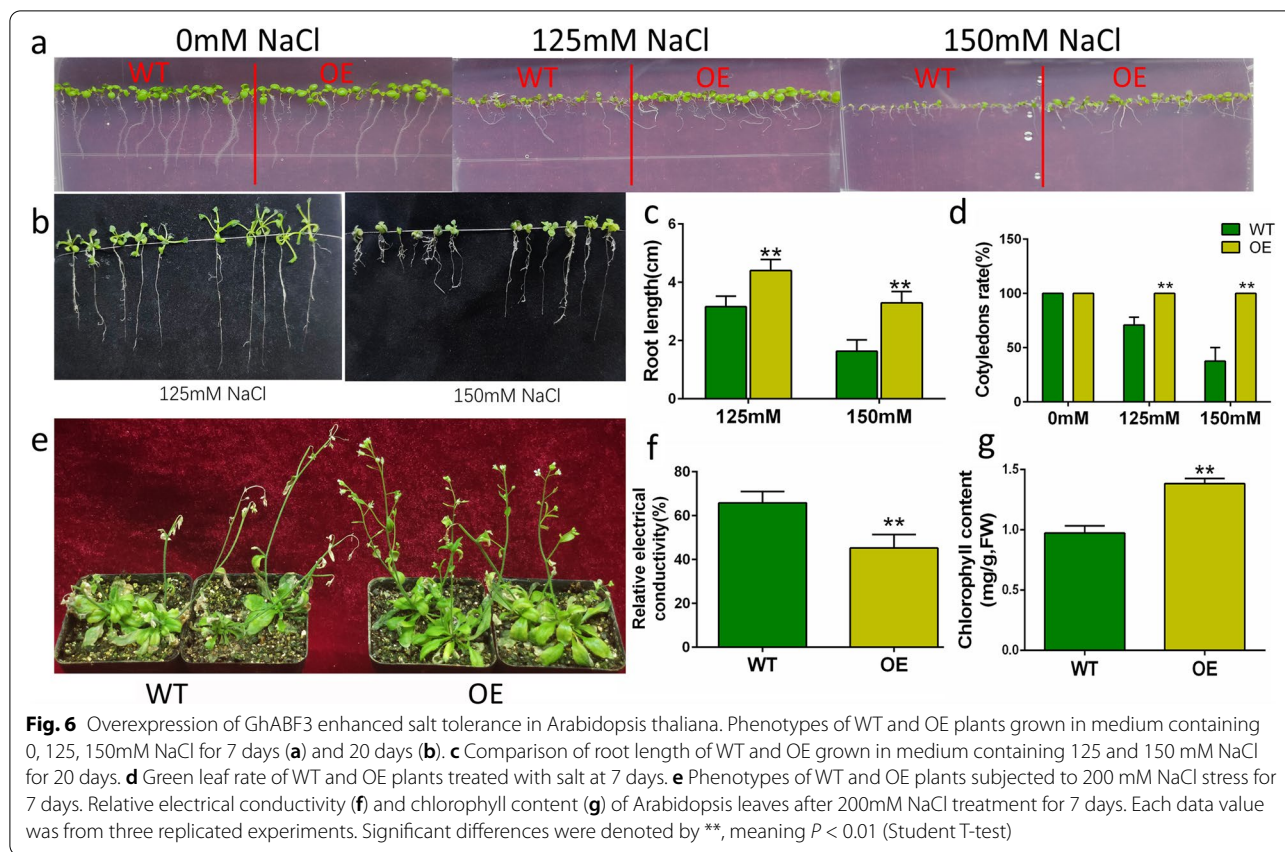 a
0mM NaCl
125mM NaCl
150mM NaCl
WT
OE
WT
OE
WT
OE
b
125mM NaCl
150mM NaCl
c
Root length(cm)
6
4
2
0
**
**
125mM
150mM
d
WT
OE
Cotyledons rate(%)
150
100
50
0
**
**
0mM
125mM
150mM
e
WT
OE
f
Relative electrical
conductivity(%)
80
60
40
20
0
**
WT
OE
g
Chlorophyll content
(mg/g,FW)
1.5
1.0
0.5
0.0
**
WT
OE
Fig. 6 Overexpression of GhABF3 enhanced salt tolerance in Arabidopsis thaliana. Phenotypes of WT and OE plants grown in medium containing
0, 125, 150mM NaCl for 7 days (a) and 20 days (b). c Comparison of root length of WT and OE grown in medium containing 125 and 150 mM NaCl
for 20 days. d Green leaf rate of WT and OE plants treated with salt at 7 days. e Phenotypes of WT and OE plants subjected to 200 mM NaCl stress for
7 days. Relative electrical conductivity (f) and chlorophyll content (g) of Arabidopsis leaves after 200mM NaCl treatment for 7 days. Each data value
was from three replicated experiments. Significant differences were denoted by **, meaning P < 0.01 (Student T-test)